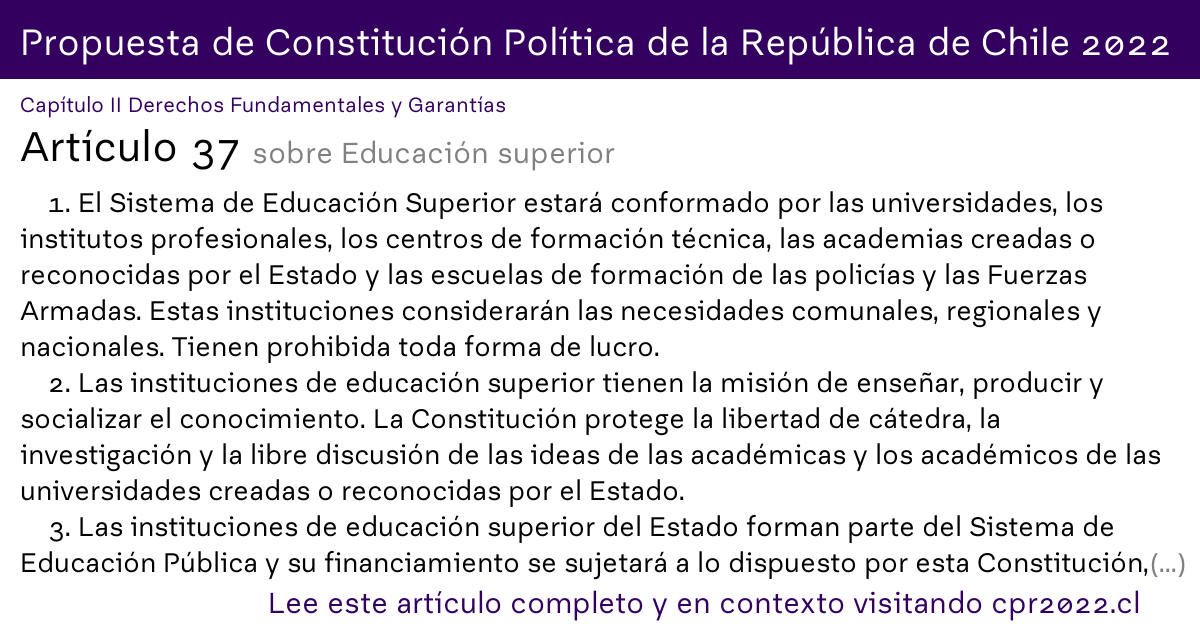 Propuesta de Constitución Política de la República de Chile 2022
Capítulo II Derechos Fundamentales y Garantías
Artículo 37 sobre Educación superior
1. El Sistema de Educación Superior estará conformado por las universidades, los
institutos profesionales, los centros de formación técnica, las academias creadas o
reconocidas por el Estado y las escuelas de formación de las policías y las Fuerzas
Armadas. Estas instituciones considerarán las necesidades comunales, regionales y
nacionales. Tienen prohibida toda forma de lucro.
2. Las instituciones de educación superior tienen la misión de enseñar, producir y
socializar el conocimiento. La Constitución protege la libertad de cátedra, la
investigación y la libre discusión de las ideas de las académicas y los académicos de las
universidades creadas o reconocidas por el Estado.
3. Las instituciones de educación superior del Estado forman parte del Sistema de
Educación Pública y su financiamiento se sujetará a lo dispuesto por esta Constitución,(...)
Lee este artículo completo y en contexto visitando cpr2022.cl